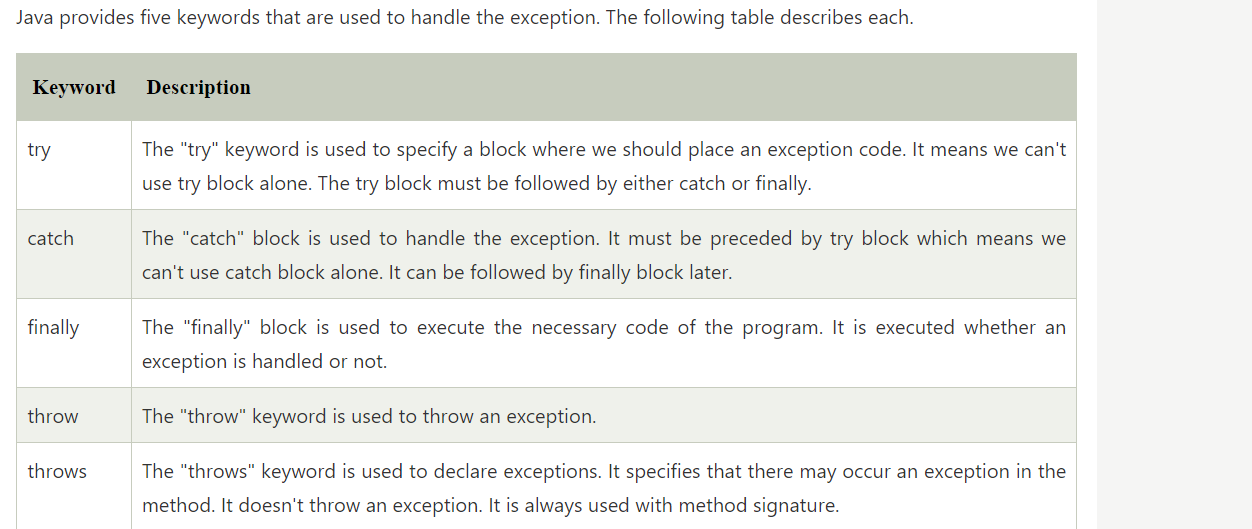 Java provides five keywords that are used to handle the exception. The following table describes each.
Keyword Description
try The "try" keyword is used to specify a block where we should place an exception code. It means we can't
use try block alone. The try block must be followed by either catch or finally.
catch The "catch" block is used to handle the exception. It must be preceded by try block which means we
can't use catch block alone. It can be followed by finally block later.
finally The "finally" block is used to execute the necessary code of the program. It is executed whether an
exception is handled or not.
throw The "throw" keyword is used to throw an exception.
throws The "throws" keyword is used to declare exceptions. It specifies that there may occur an exception in the
method. It doesn't throw an exception. It is always used with method signature.